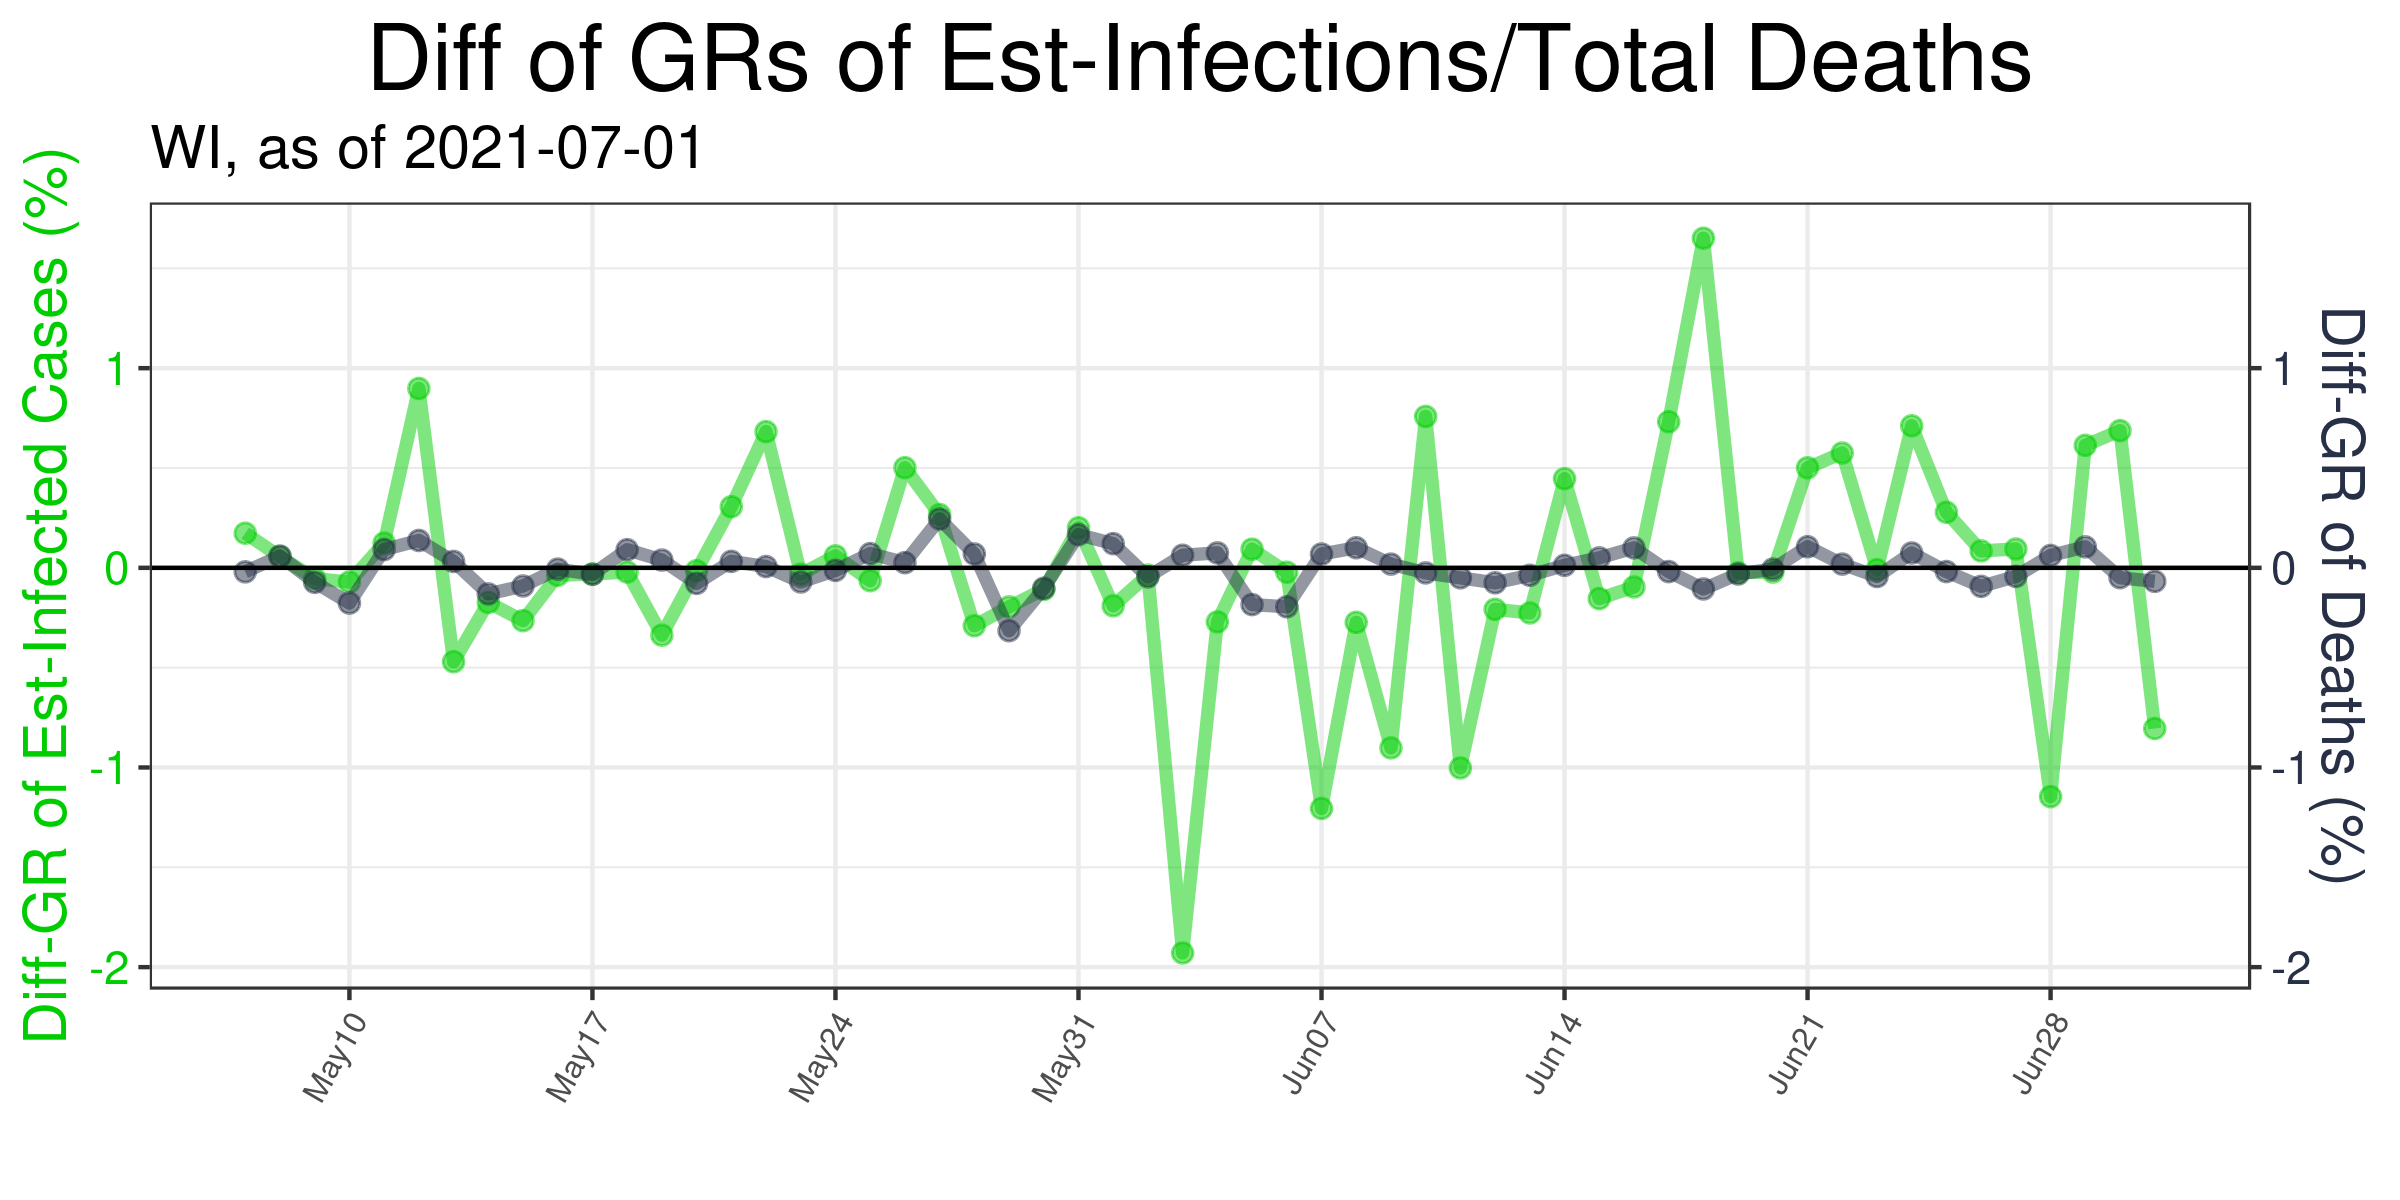 Diff of GRs of Est-Infections/Total Deaths
WI, as of 2021-07-01
Diff-GR of Est-Infected Cases (%)
1
0
-1
-2
Diff-GR of Deaths (%)
1
0
-1
-2
May10
May17
May24
May31
Jun07
Jun14
Jun21
Jun28